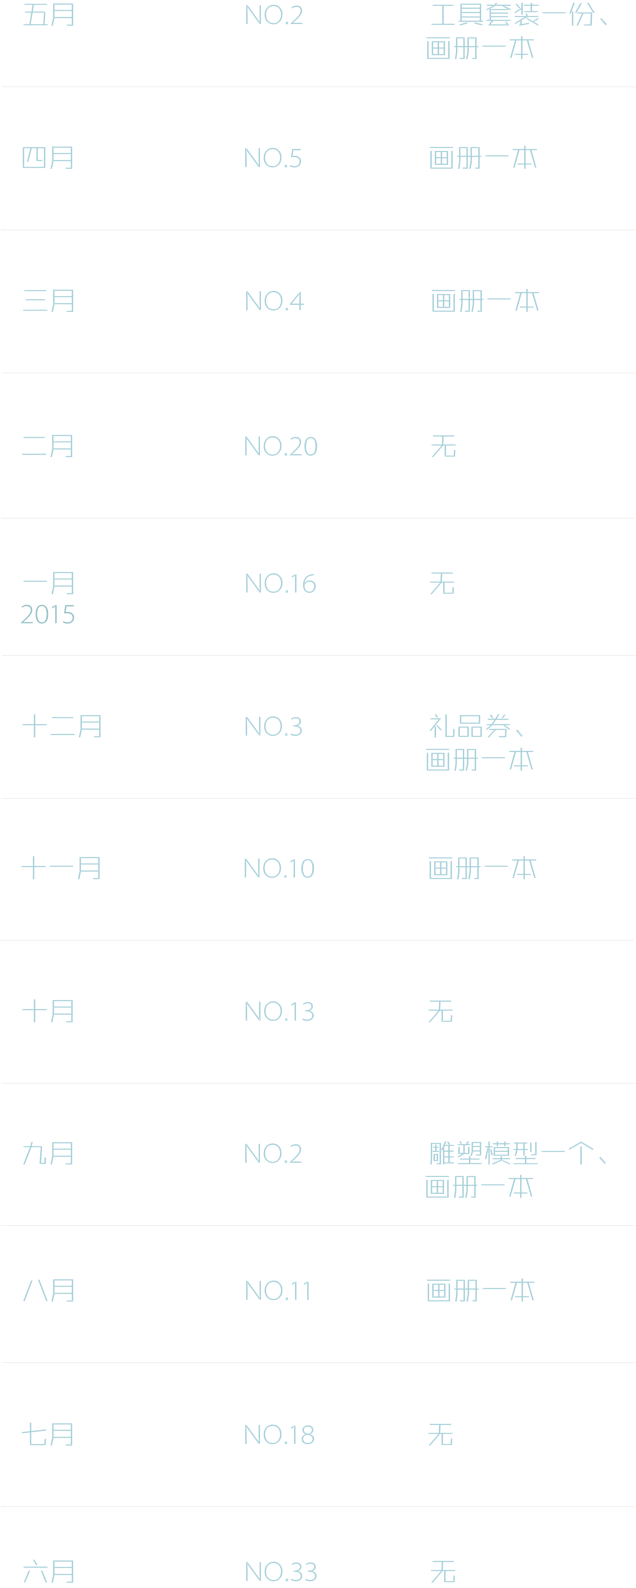 五月 NO.2 工具套装一份、
画册一本
四月 NO.5 画册一本
三月 NO.4 画册一本
二月 NO.20 无
一月 NO.16 无
2015
十二月 NO.3 礼品券、
画册一本
十一月 NO.10 画册一本
十月 NO.13 无
九月 NO.2 雕塑模型一个、
画册一本
八月 NO.11 画册一本
七月 NO.18 无
六月 NO.33 无